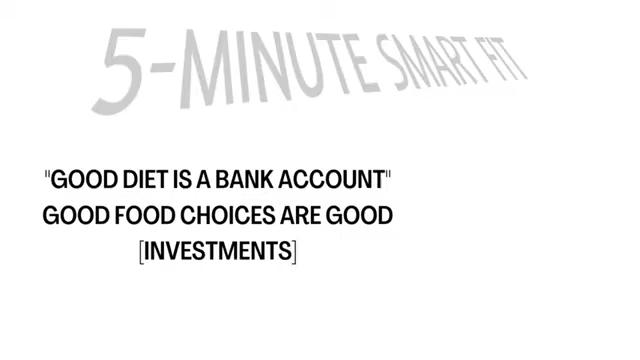 5-MINUTE SMART FIT
"GOOD DIET IS A BANK ACCOUNT"
GOOD FOOD CHOICES ARE GOOD
[INVESTMENTS]